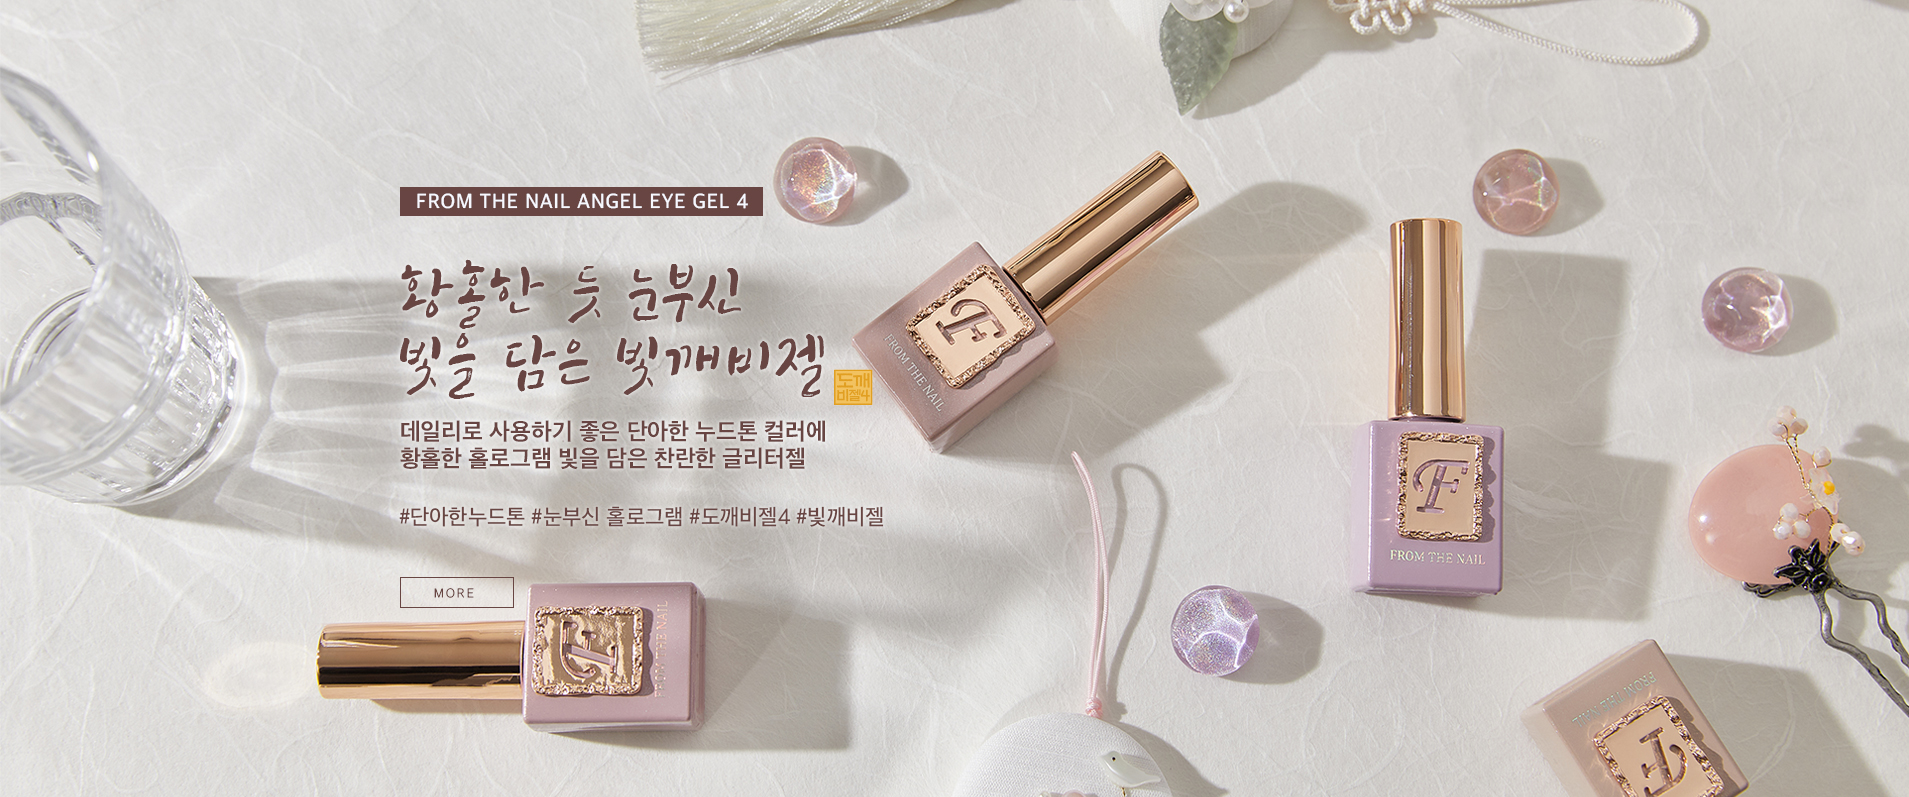 FROM THE NAIL ANGEL EYE GEL 4
황홀한 듯 눈부신
빛을 담은 빛깨비젤
도깨
비젤4
데일리로 사용하기 좋은 단아한 누드톤 컬러에
황홀한 홀로그램 빛을 담은 찬란한 글리터젤
#단아한누드톤 #눈부신 홀로그램 #도깨비젤4 #빛깨비젤
MORE
F
FROM THE NAIL
F
FROM THE NAIL
F
FROM THE NAIL
F
FROM THE NAIL